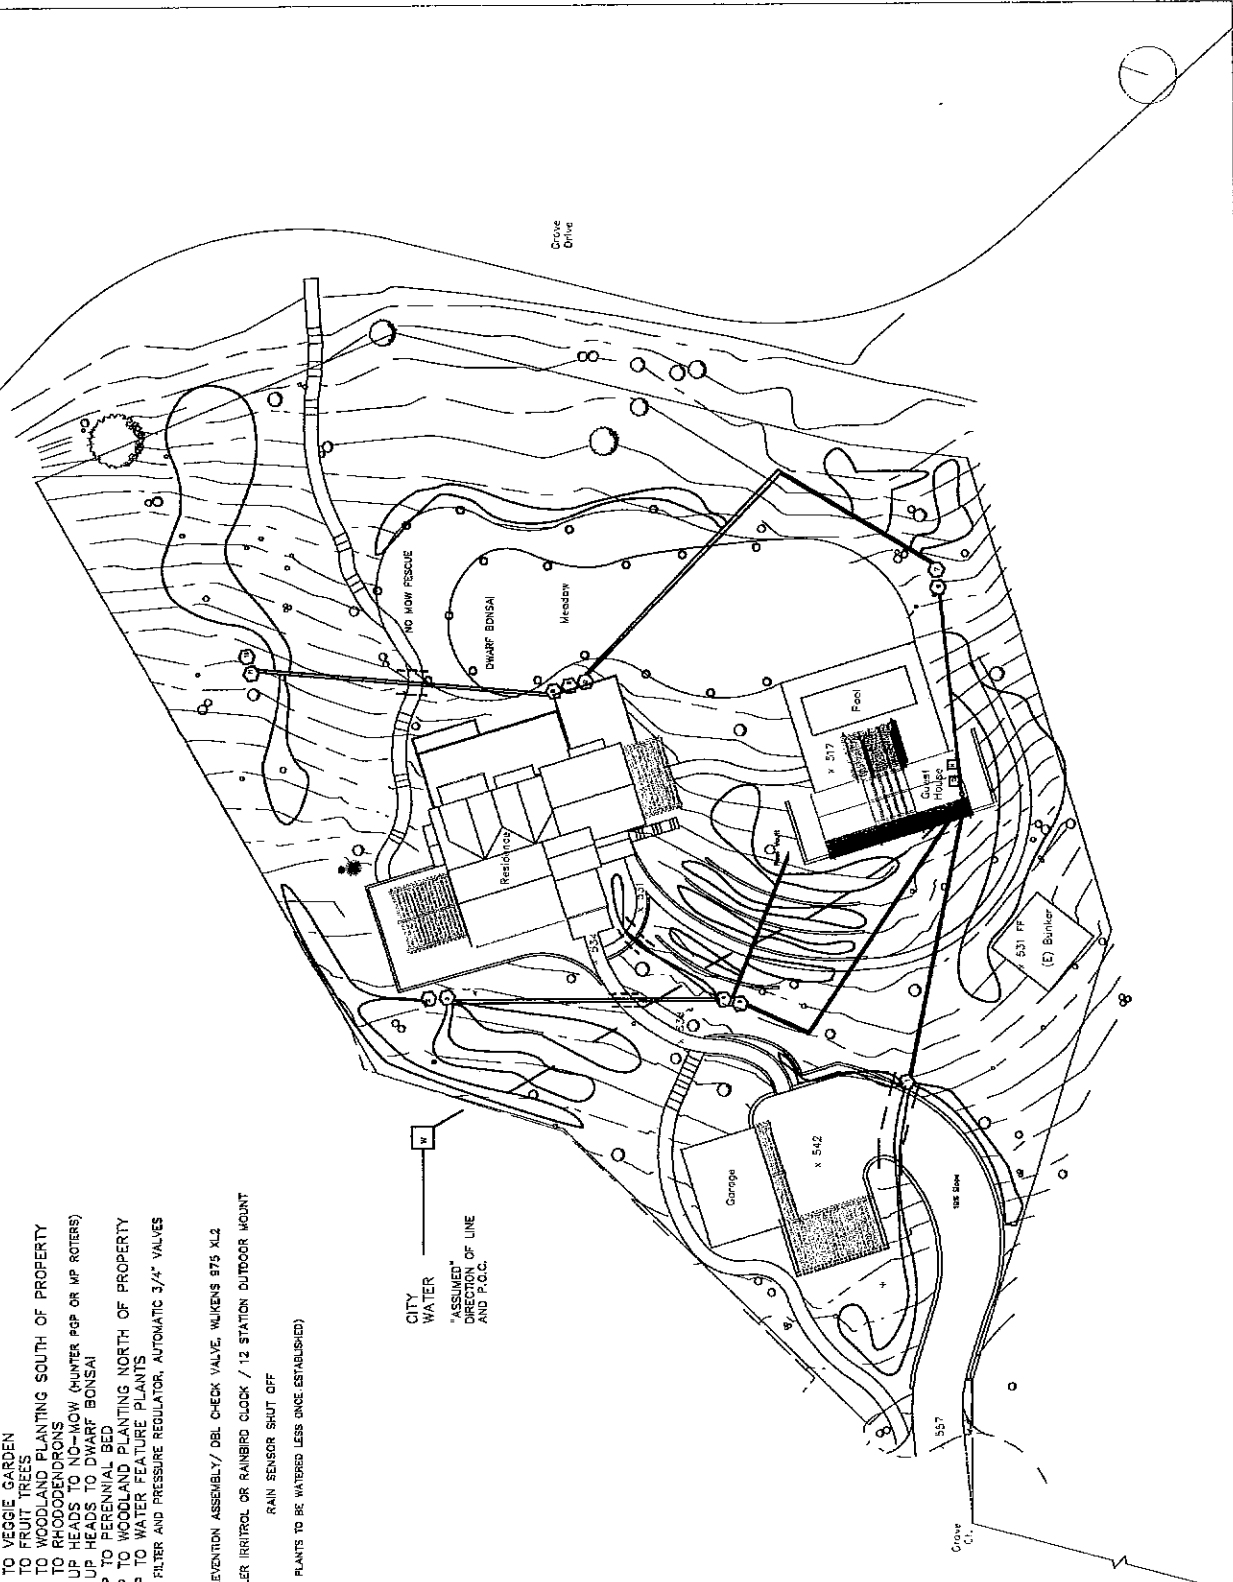 TO VEGGIE GARDEN
TO FRUIT TREES
TO WOODLAND PLANTING SOUTH OF PROPERTY
TO RHODODENDRONS
UP HEADS TO NO-MOW (HUNTER PGP OR MP ROTERS)
UP HEADS TO DWARF BONSAI
TO PERENNIAL BED
TO WOODLAND PLANTING NORTH OF PROPERTY
TO WATER FEATURE PLANTS
FILTER AND PRESSURE REGULATOR, AUTOMATIC 3/4" VALVES
EVENTION ASSEMBLY/ DBL CHECK VALVE, WLIKENS 975 XL2
ER IRRITROL OR RAINBIRD CLOCK / 12 STATION OUTDOOR MOUNT
RAIN SENSOR SHUT OFF
PLANTS TO BE WATERED LESS ONCE ESTABLISHED)
CITY
WATER
W
"ASSUMED"
DIRECTION OF LINE
AND P.O.C.
Grove
Drive
NO MOW FESCUE
DWARF BONSAI
Meadow
Residence
Pool
x 517
Guest
House
x 531
x 531 FF
(E) Bunker
Garage
x 542
557
Grove
Ct.